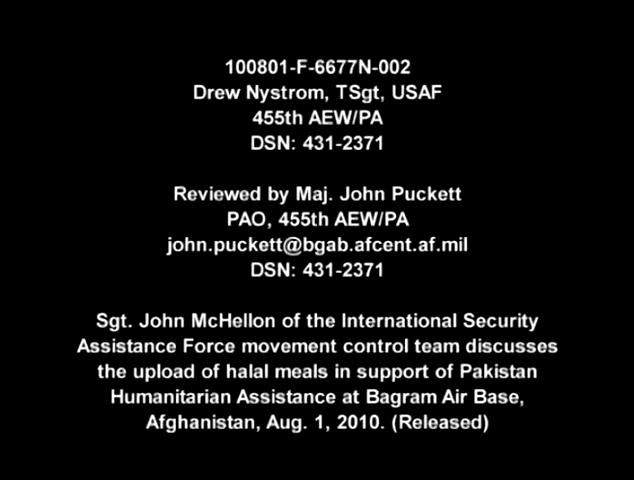 100801-F-6677N-002
Drew Nystrom, TSgt, USAF
455th AEW/PA
DSN: 431-2371
Reviewed by Maj. John Puckett
PAO, 455th AEW/PA
john.puckett@bgab.afcent.af.mil
DSN: 431-2371
Sgt. John McHellon of the International Security
Assistance Force movement control team discusses
the upload of halal meals in support of Pakistan
Humanitarian Assistance at Bagram Air Base,
Afghanistan, Aug. 1, 2010. (Released)